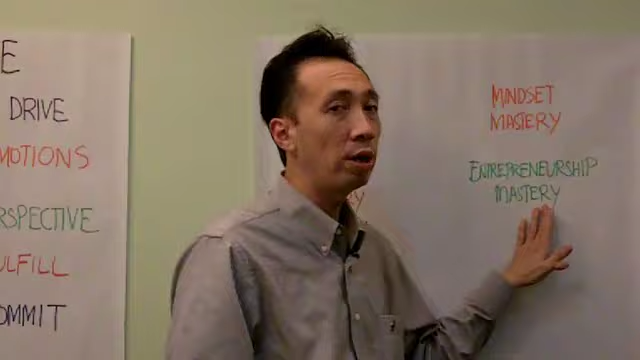 E
DRIVE
MOTIONS
RSPECTIVE
ULFILL
OMMIT
MINDSET
MASTERY
ENTREPRENEURSHIP
MASTERY